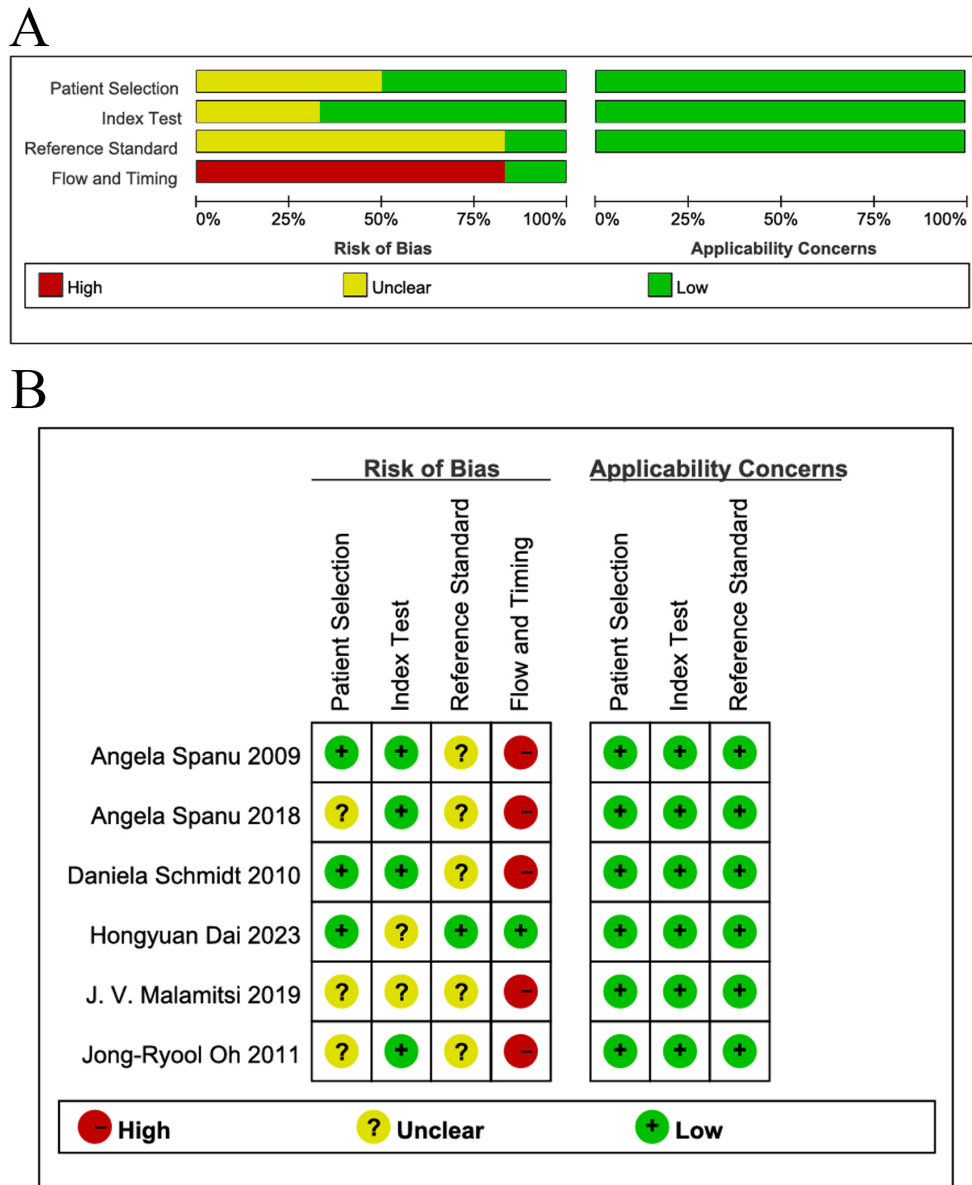 A
Patient Selection
Index Test
Reference Standard
Flow and Timing
0% 25% 50% 75% 100% 0% 25% 50% 75% 100%
Risk of Bias Applicability Concerns
High Unclear Low
B
Risk of Bias Applicability Concerns
Patient Selection
Index Test
Reference Standard
Flow and Timing
Patient Selection
Index Test
Reference Standard
Angela Spanu 2009 + + ? - + + +
Angela Spanu 2018 ? + ? - + + +
Daniela Schmidt 2010 + + ? - + + +
Hongyuan Dai 2023 + ? + + + + +
J. V. Malamitsi 2019 ? ? ? - + + +
Jong-Ryool Oh 2011 ? + ? - + + +
- High ? Unclear + Low